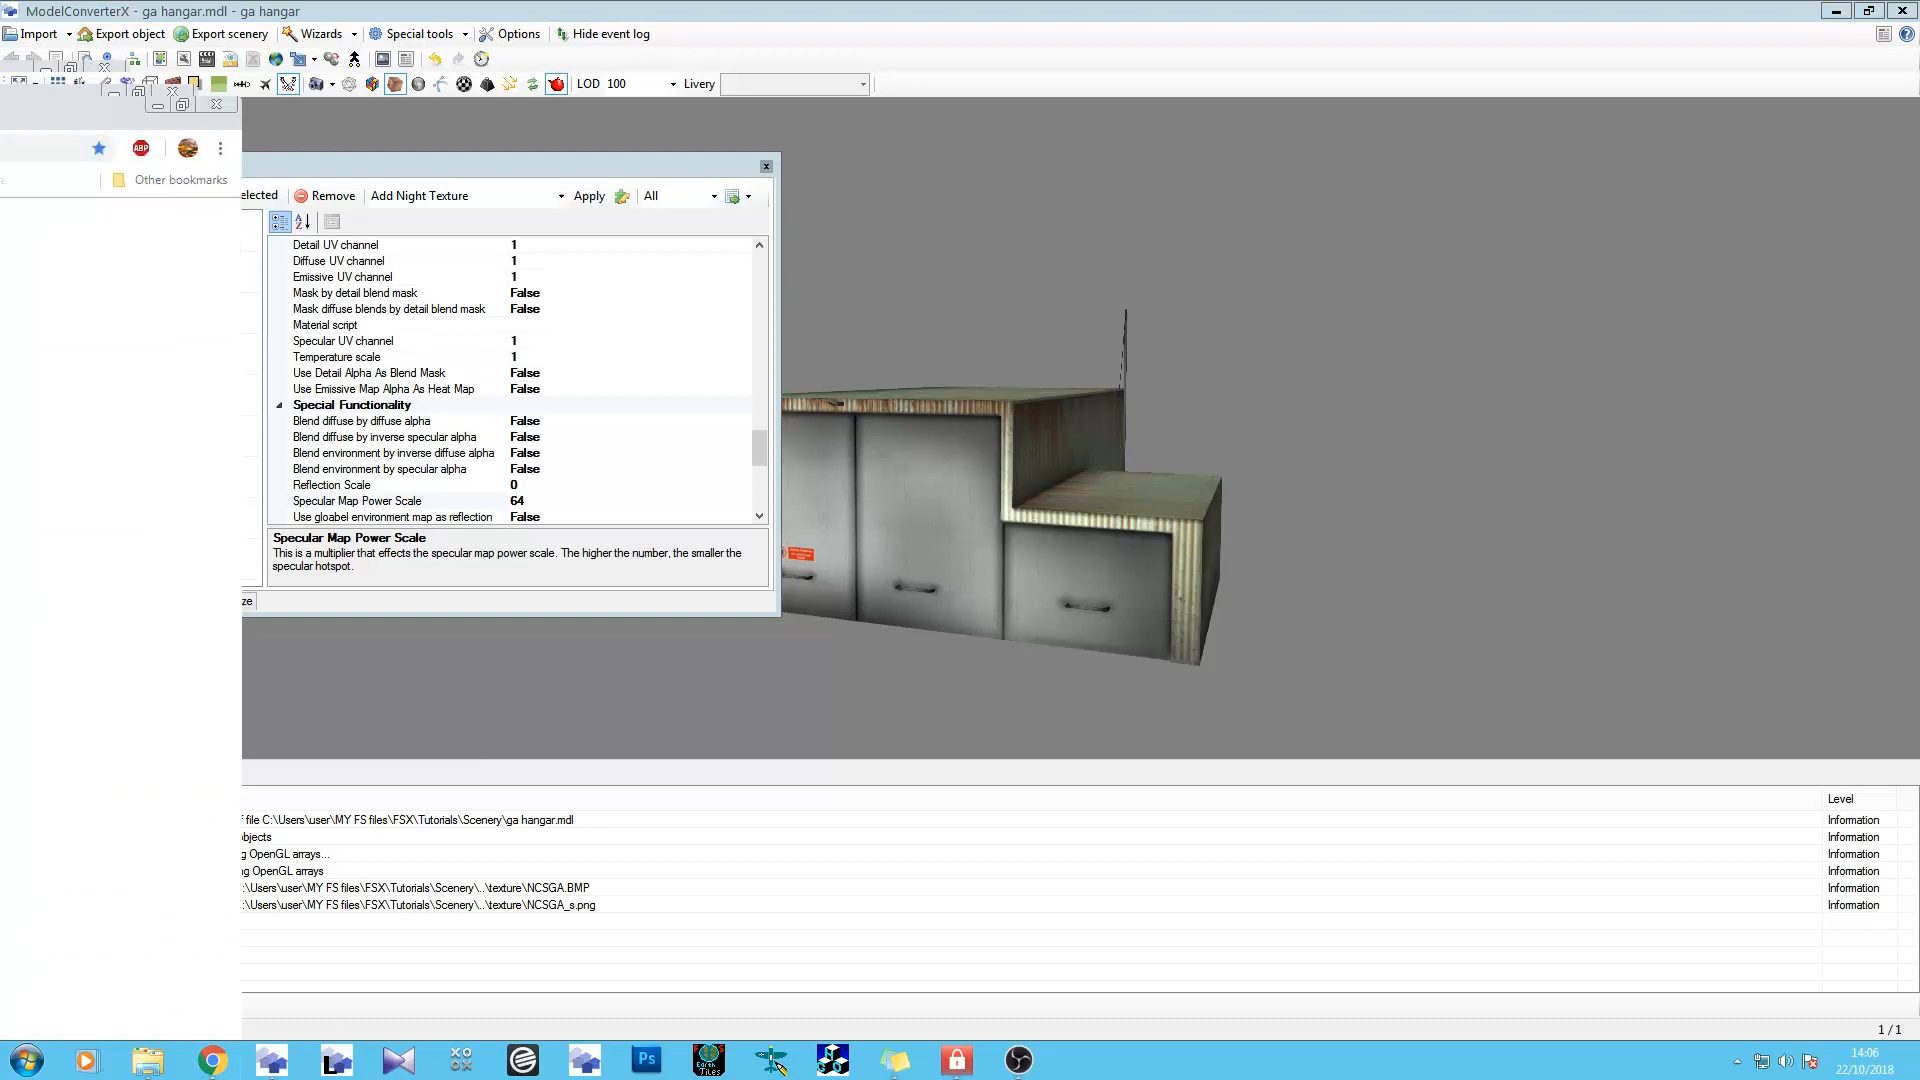 ModelConverterX - ga hangar.mdl - ga hangar
Import Export object Export scenery Wizards Special tools Options Hide event log
LOD 100 Livery
ABP
Other bookmarks
elected Remove Add Night Texture Apply All
Detail UV channel 1
Diffuse UV channel 1
Emissive UV channel 1
Mask by detail blend mask False
Mask diffuse blends by detail blend mask False
Material script
Specular UV channel 1
Temperature scale 1
Use Detail Alpha As Blend Mask False
Use Emissive Map Alpha As Heat Map False
Special Functionality
Blend diffuse by diffuse alpha False
Blend diffuse by inverse specular alpha False
Blend environment by inverse diffuse alpha False
Blend environment by specular alpha False
Reflection Scale 0
Specular Map Power Scale 64
Use gloabel environment map as reflection False
Specular Map Power Scale
This is a multiplier that effects the specular map power scale. The higher the number, the smaller the
specular hotspot.
ze
Level
f file C:\Users\user\MY FS files\FSX\Tutorials\Scenery\ga hangar.mdl Information
objects Information
g OpenGL arrays... Information
ng OpenGL arrays Information
:\Users\user\MY FS files\FSX\Tutorials\Scenery\..\texture\NCSGA.BMP Information
:\Users\user\MY FS files\FSX\Tutorials\Scenery\..\texture\NCSGA_s.png Information
1 / 1
L
XO
OX
Ps
Earth
Tiles
14:06
22/10/2018